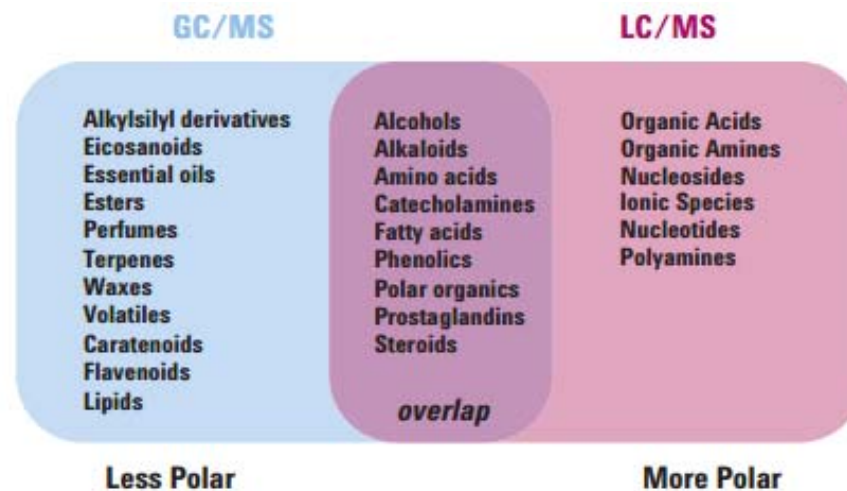 GC/MS
LC/MS
Alkylsilyl derivatives
Eicosanoids
Essential oils
Esters
Perfumes
Terpenes
Waxes
Volatiles
Caratenoids
Flavenoids
Lipids
Alcohols
Alkaloids
Amino acids
Catecholamines
Fatty acids
Phenolics
Polar organics
Prostaglandins
Steroids
overlap
Organic Acids
Organic Amines
Nucleosides
Ionic Species
Nucleotides
Polyamines
Less Polar
More Polar